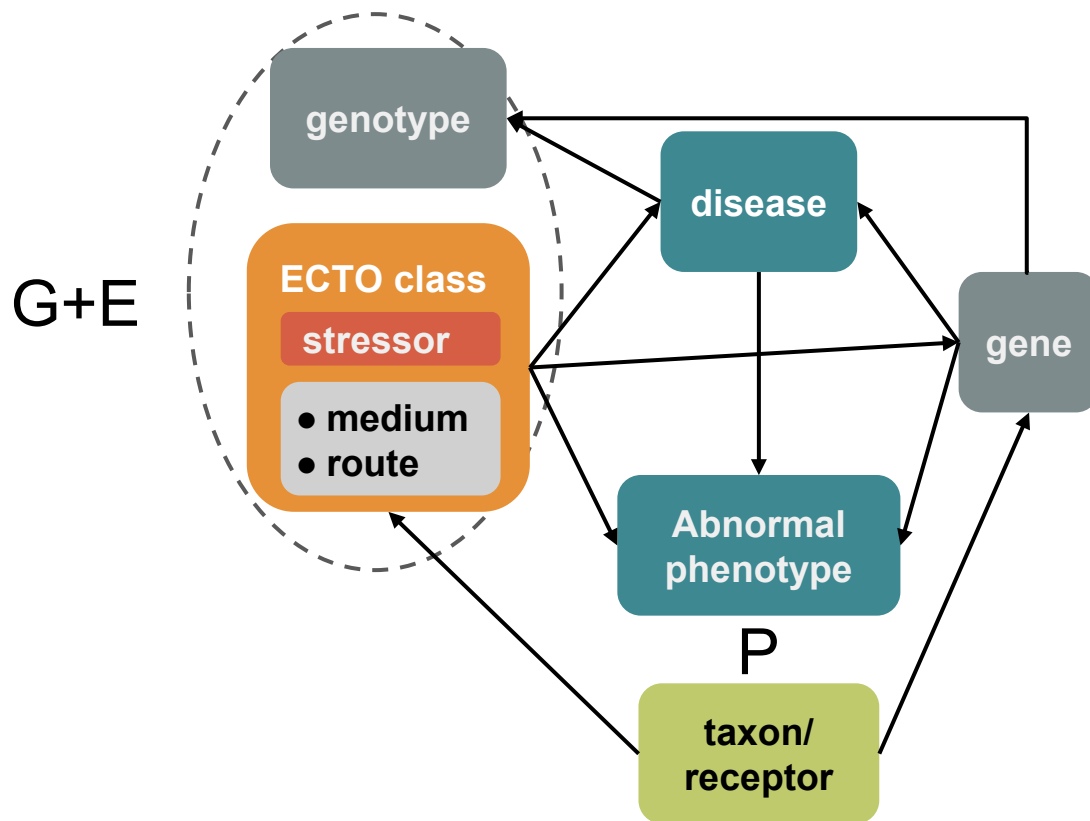 genotype
disease
ECTO class
stressor
G+E
gene
● medium
● route
Abnormal
phenotype
P
taxon/
receptor